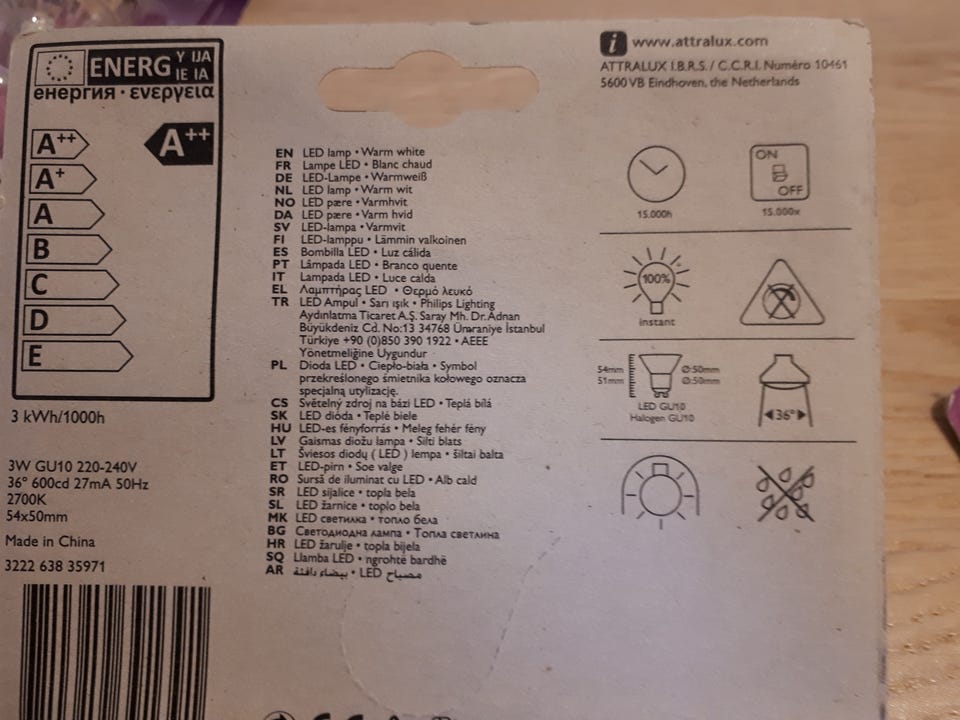 ENERG Y IJA
IE IA
енергия · ενεργεια
A++
A++
A+
A
B
C
D
E
3 kWh/1000h
3W GU10 220-240V
36° 600cd 27mA 50Hz
2700K
54x50mm
Made in China
3222 638 35971
EN LED lamp • Warm white
FR Lampe LED • Blanc chaud
DE LED-Lampe • Warmweiß
NL LED lamp • Warm wit
NO LED pære • Varmhvit
DA LED pære • Varm hvid
SV LED-lampa • Varmvit
FI LED-lamppu • Lämmin valkoinen
ES Bombilla LED • Luz cálida
PT Lâmpada LED • Branco quente
IT Lampada LED • Luce calda
EL Λαμπτήρας LED • Θερμό λευκό
TR LED Ampul • Sarı ışık • Philips Lighting
Aydınlatma Ticaret A.Ş. Saray Mh. Dr. Adnan
Büyükdeniz Cd. No:13 34768 Ümraniye İstanbul
Türkiye +90 (0)850 390 1922 • AEEE
Yönetmeliğine Uygundur
PL Dioda LED • Ciepło-biała • Symbol
przekreślonego śmietnika kołowego oznacza
specjalną utylizację.
CS Světelný zdroj na bázi LED • Teplá bílá
SK LED dióda • Teplé biele
HU LED-es fényforrás • Meleg fehér fény
LV Gaismas diožu lampa • Silti blats
LT Šviesos diodų ( LED ) lempa • šiltai balta
ET LED-pirn • Soe valge
RO Sursă de iluminat cu LED • Alb cald
SR LED sijalice • topla bela
SL LED žarnice • toplo bela
MK LED светилка • топло бела
BG Светодиодна лампа • Топла светлина
HR LED žarulje • topla bijela
SQ Llamba LED • ngrohtë bardhë
AR مصباح LED • بيضاء دافئة
i www.attralux.com
ATTRALUX I.B.R.S. / C.C.R.I. Numéro 10461
5600 VB Eindhoven, the Netherlands
15.000h
ON
OFF
15.000x
100%
instant
54mm Ø:50mm
51mm Ø:50mm
LED GU10
Halogen GU10
36°